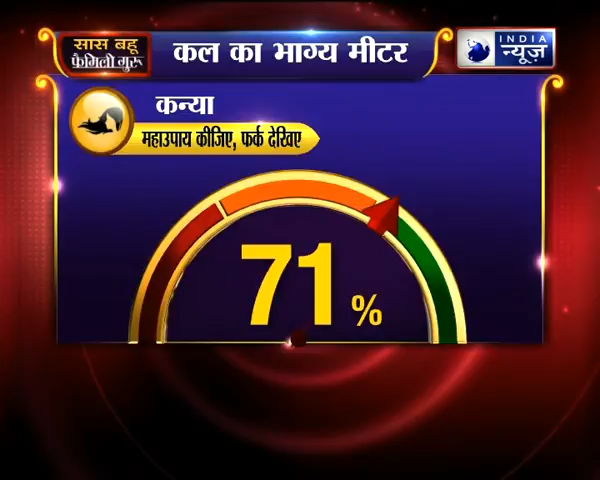 सास बहू
फैमिली गुरु
कल का भाग्य मीटर
INDIA
न्यूज़
कन्या
महाउपाय कीजिए, फर्क देखिए
71 %